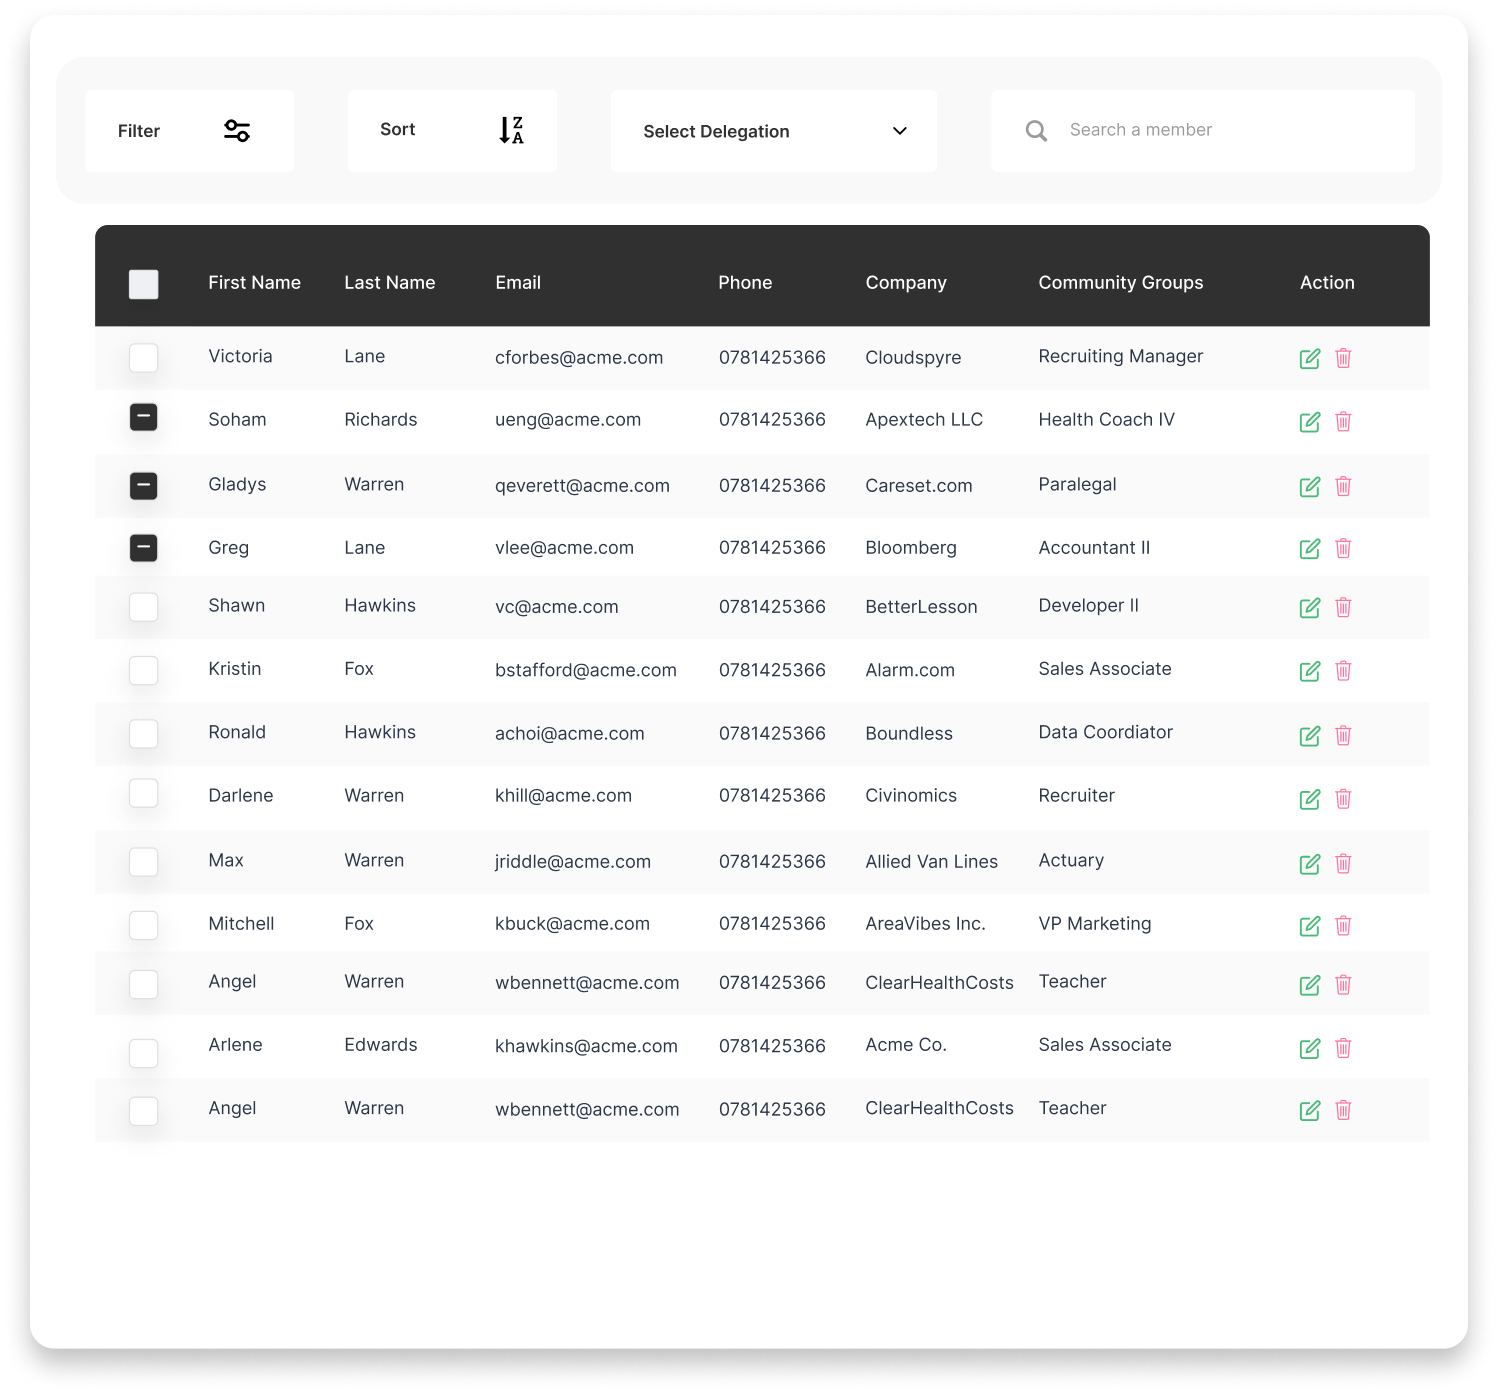 Filter Sort Select Delegation Search a member
First Name Last Name Email Phone Company Community Groups Action
Victoria Lane cforbes@acme.com 0781425366 Cloudspyre Recruiting Manager
Soham Richards ueng@acme.com 0781425366 Apextech LLC Health Coach IV
Gladys Warren qeverett@acme.com 0781425366 Careset.com Paralegal
Greg Lane vlee@acme.com 0781425366 Bloomberg Accountant II
Shawn Hawkins vc@acme.com 0781425366 BetterLesson Developer II
Kristin Fox bstafford@acme.com 0781425366 Alarm.com Sales Associate
Ronald Hawkins achoi@acme.com 0781425366 Boundless Data Coordiator
Darlene Warren khill@acme.com 0781425366 Civinomics Recruiter
Max Warren jriddle@acme.com 0781425366 Allied Van Lines Actuary
Mitchell Fox kbuck@acme.com 0781425366 AreaVibes Inc. VP Marketing
Angel Warren wbennett@acme.com 0781425366 ClearHealthCosts Teacher
Arlene Edwards khawkins@acme.com 0781425366 Acme Co. Sales Associate
Angel Warren wbennett@acme.com 0781425366 ClearHealthCosts Teacher